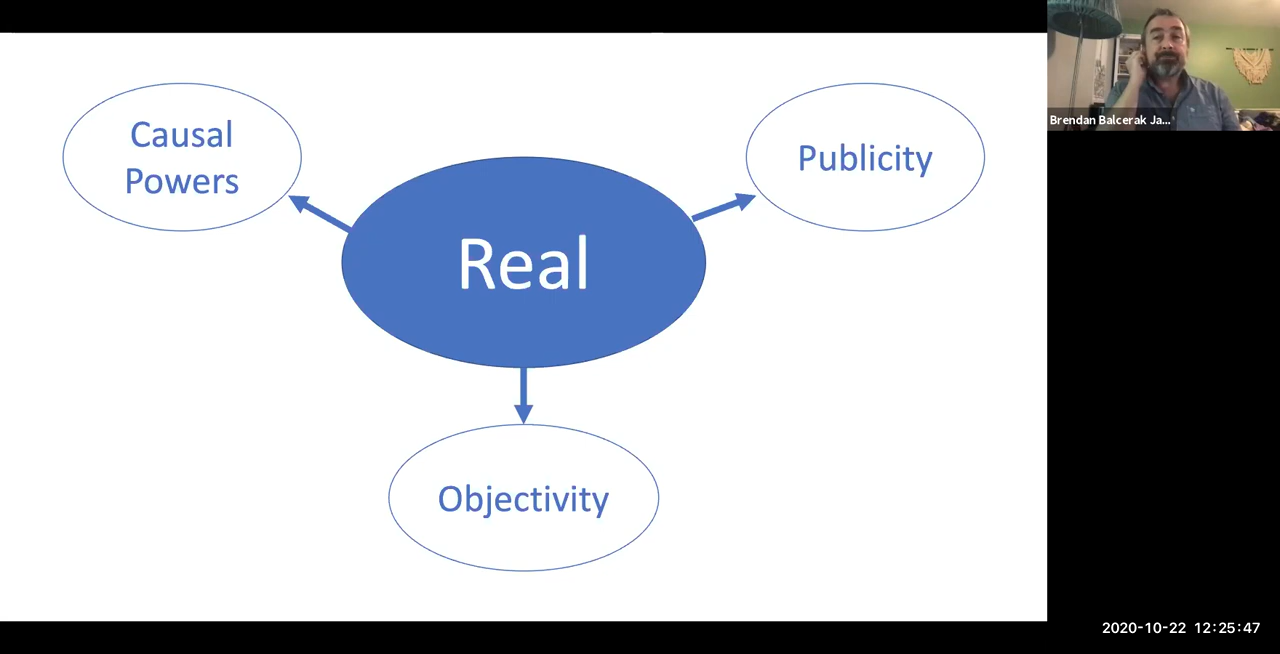 Causal
Powers
Real
Publicity
Objectivity
Brendan Balcerak Ja...
2020-10-22 12:25:47